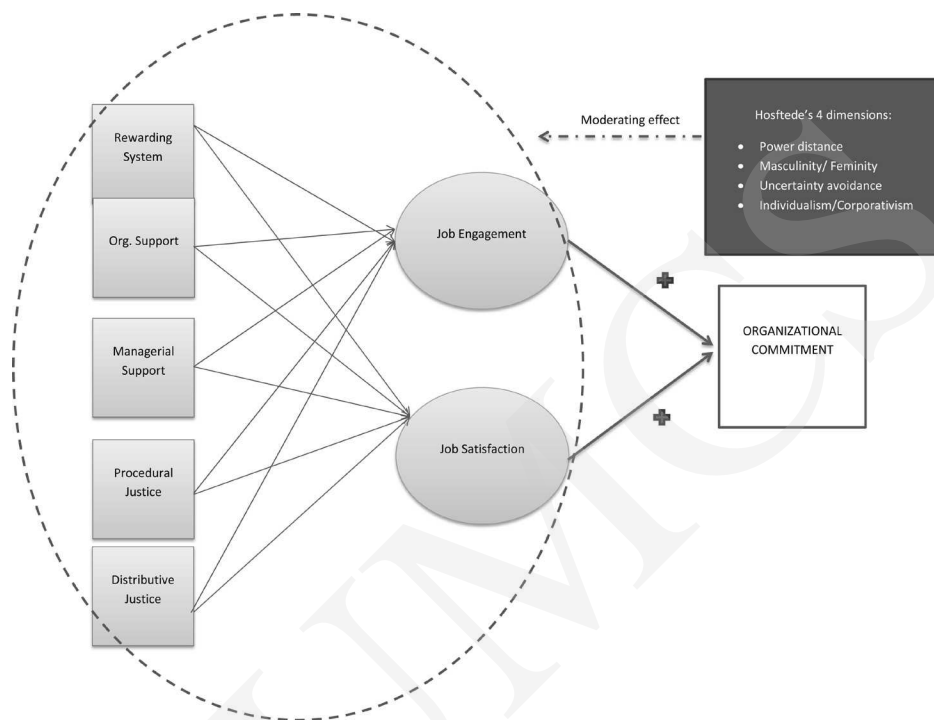 Rewarding
System
Org. Support
Managerial
Support
Procedural
Justice
Distributive
Justice
Job Engagement
Job Satisfaction
Moderating effect
Hosftede's 4 dimensions:
• Power distance
• Masculinity/ Feminity
• Uncertainty avoidance
• Individualism/Corporativism
ORGANIZATIONAL
COMMITMENT
UMCS